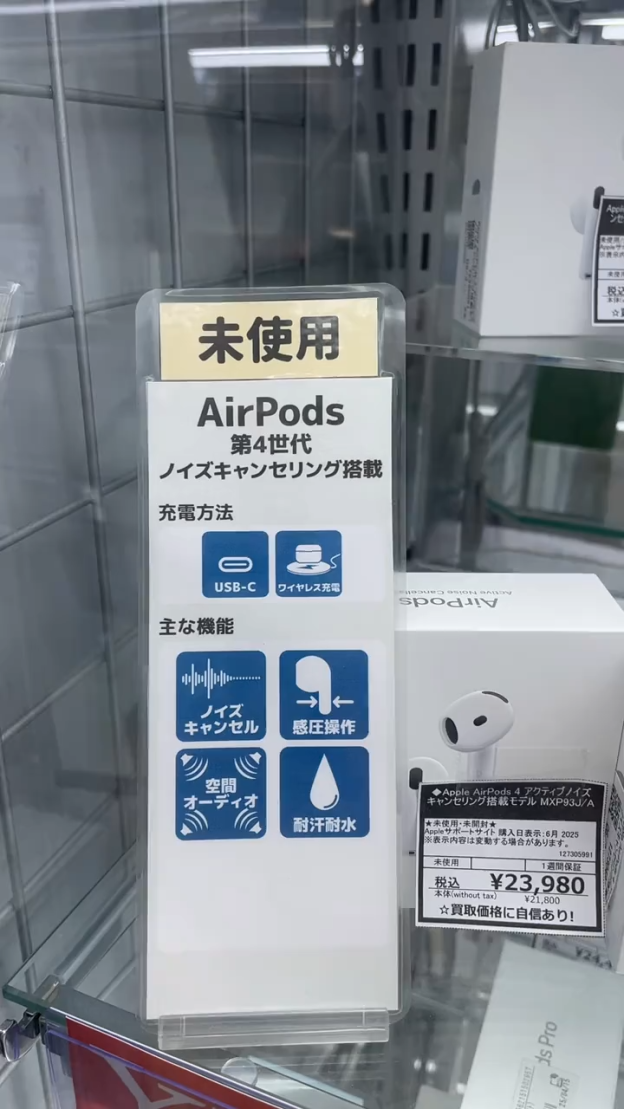 未使用
AirPods
第4世代
ノイズキャンセリング搭載
充電方法
USB-C
ワイヤレス充電
主な機能
ノイズ
キャンセル
感圧操作
空間
オーディオ
耐汗耐水
AirPods
Active Noise Cancella
◆Apple AirPods 4 アクティブノイズ
キャンセリング搭載モデル MXP93J/A
★未使用・未開封★
Appleサポートサイト 購入日表示:6月 2025
※表示内容は変動する場合があります。
127305991
未使用
1週間保証
税込 ¥23,980
本体(without tax) ¥21,800
☆買取価格に自信あり!
ds Pro
税込